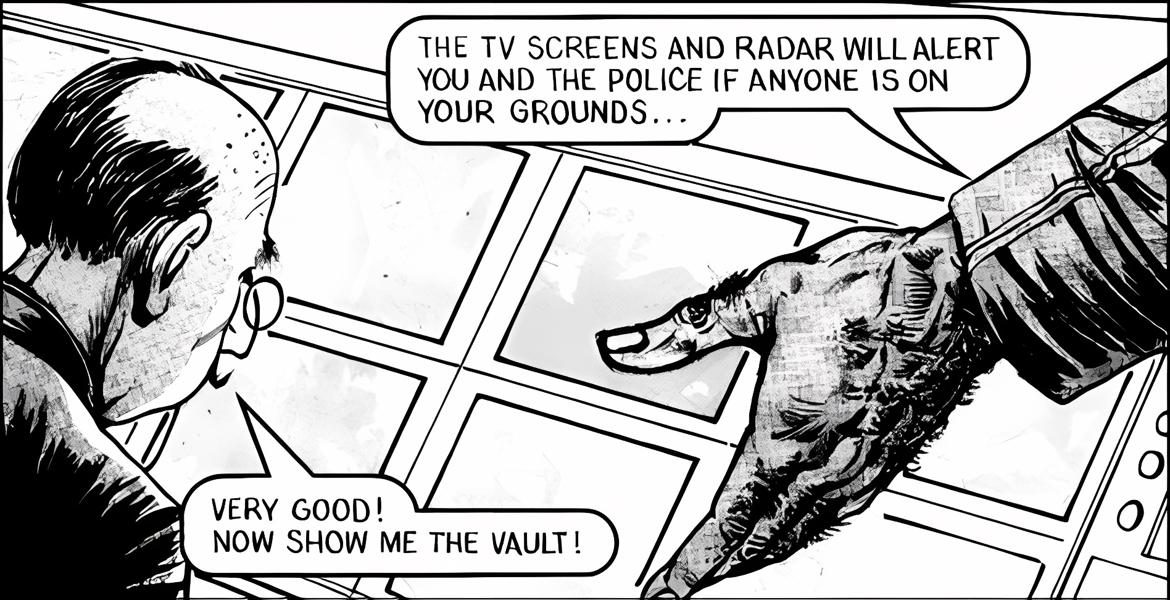 THE TV SCREENS AND RADAR WILL ALERT
YOU AND THE POLICE IF ANYONE IS ON
YOUR GROUNDS...
VERY GOOD!
NOW SHOW ME THE VAULT!